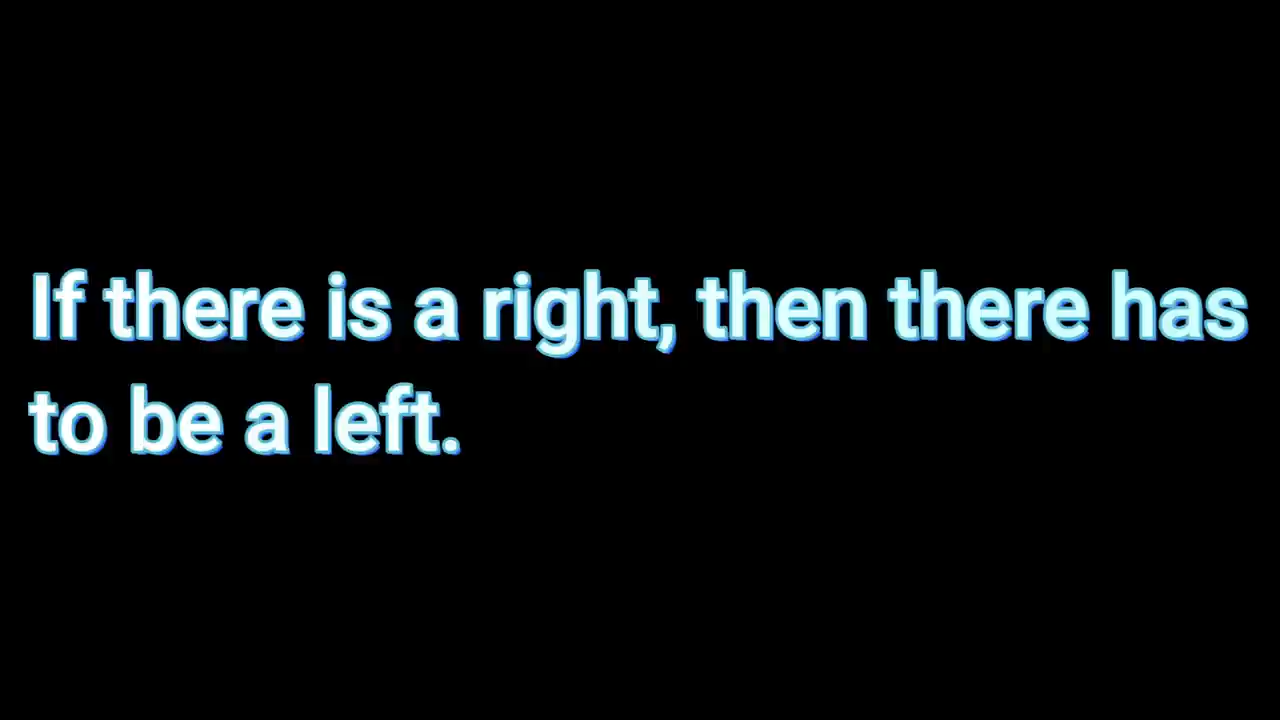 If there is a right, then there has
to be a left.